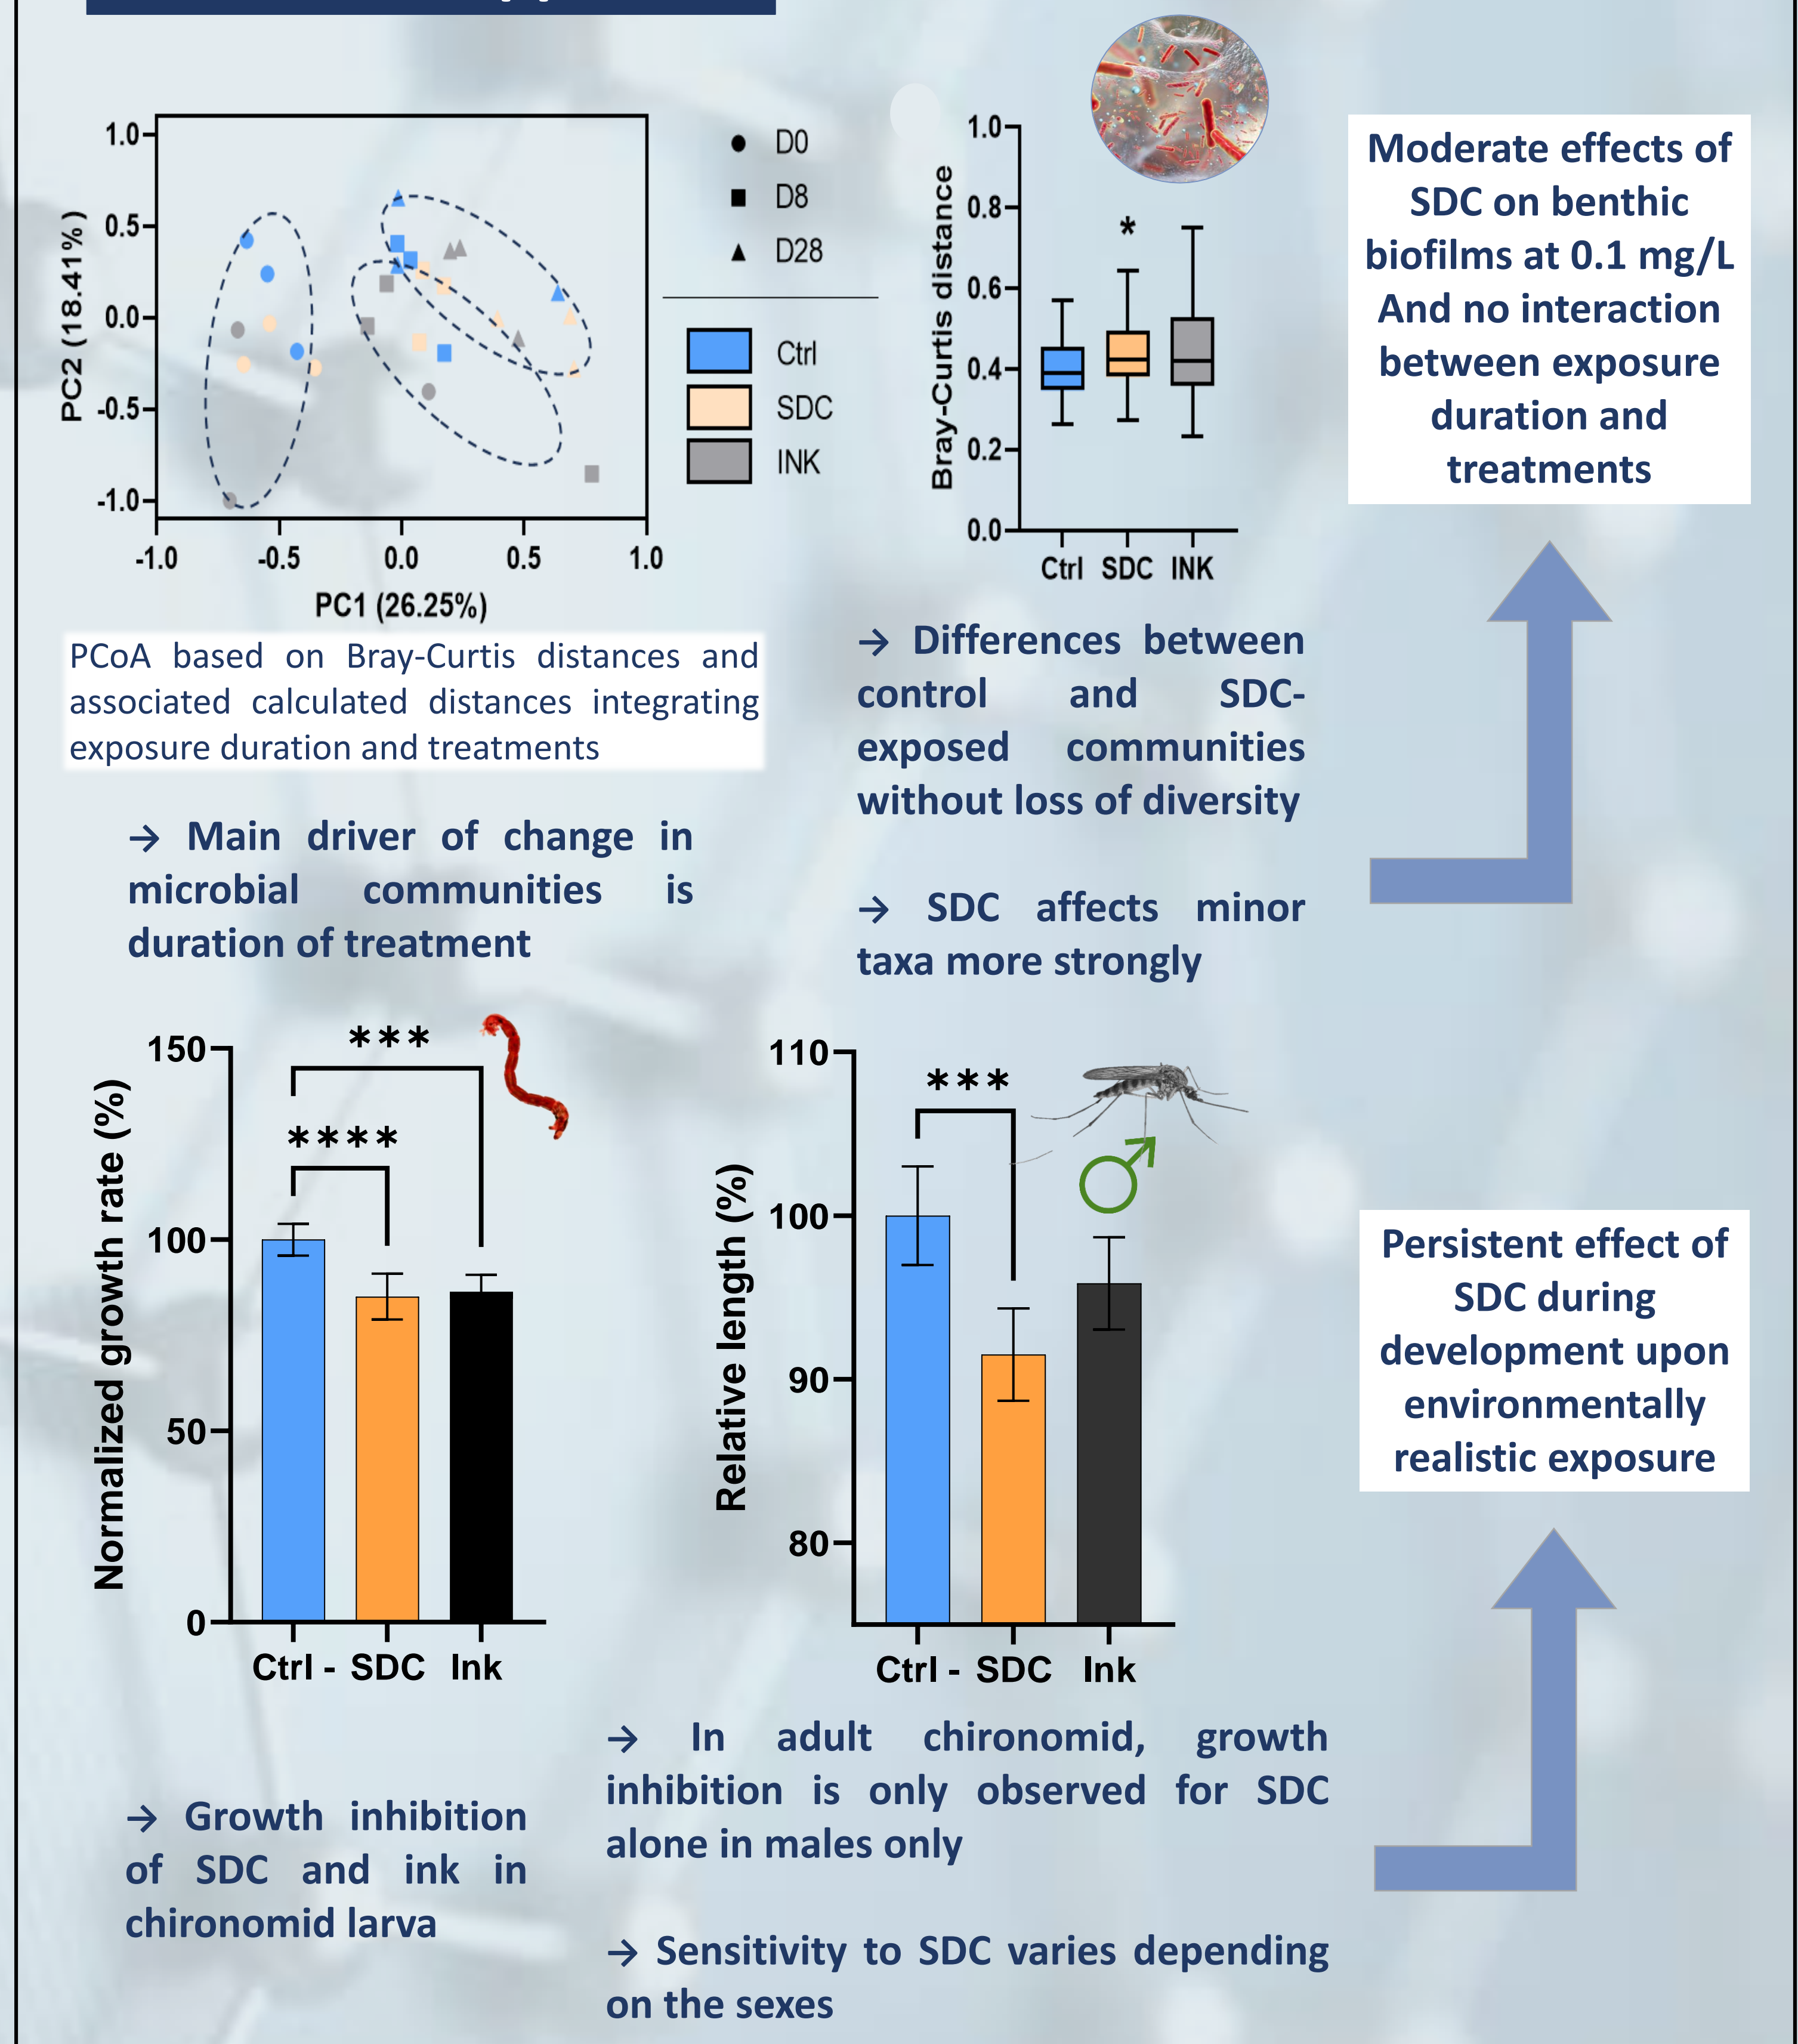 1.0
0.5
0.0
-0.5
-1.0
PC2 (18.41%)
-1.0 -0.5 0.0 0.5 1.0
PC1 (26.25%)
D0
D8
D28
Ctrl
SDC
INK
1.0
0.8
0.6
0.4
0.2
0.0
Bray-Curtis distance
*
Ctrl SDC INK
Moderate effects of
SDC on benthic
biofilms at 0.1 mg/L
And no interaction
between exposure
duration and
treatments
PCoA based on Bray-Curtis distances and
associated calculated distances integrating
exposure duration and treatments
→ Main driver of change in
microbial communities is
duration of treatment
→ Differences between
control and SDC-
exposed communities
without loss of diversity
→ SDC affects minor
taxa more strongly
150
100
50
0
Normalized growth rate (%)
***
****
Ctrl - SDC Ink
110
100
90
80
Relative length (%)
***
♂
Ctrl - SDC Ink
Persistent effect of
SDC during
development upon
environmentally
realistic exposure
→ Growth inhibition
of SDC and ink in
chironomid larva
→ In adult chironomid, growth
inhibition is only observed for SDC
alone in males only
→ Sensitivity to SDC varies depending
on the sexes